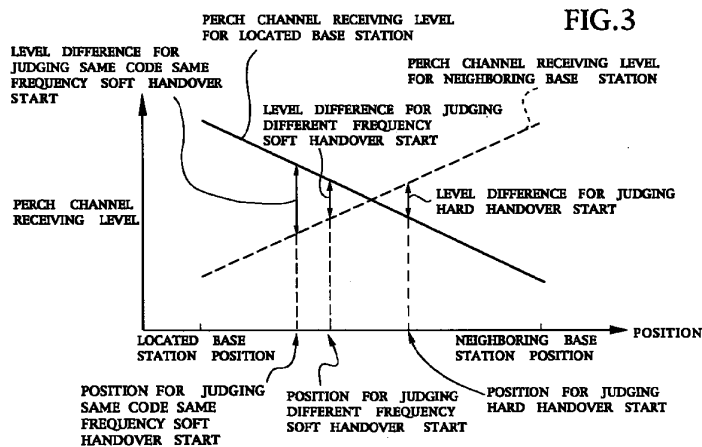 FIG.3
PERCH CHANNEL RECEIVING LEVEL
FOR LOCATED BASE STATION
LEVEL DIFFERENCE FOR
JUDGING SAME CODE SAME
FREQUENCY SOFT HANDOVER
START
PERCH CHANNEL RECEIVING LEVEL
FOR NEIGHBORING BASE STATION
LEVEL DIFFERENCE FOR JUDGING
DIFFERENT FREQUENCY
SOFT HANDOVER START
PERCH CHANNEL
RECEIVING LEVEL
LEVEL DIFFERENCE FOR JUDGING
HARD HANDOVER START
POSITION
LOCATED BASE
STATION POSITION
NEIGHBORING BASE
STATION POSITION
POSITION FOR JUDGING
SAME CODE SAME
FREQUENCY SOFT
HANDOVER START
POSITION FOR JUDGING
DIFFERENT FREQUENCY
SOFT HANDOVER START
POSITION FOR JUDGING
HARD HANDOVER START